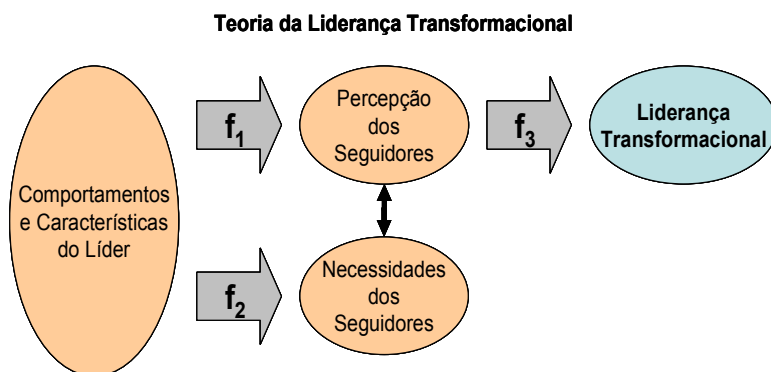 Teoria da Liderança Transformacional
f1
Percepção
dos
Seguidores
f3
Liderança
Transformacional
Comportamentos
e Características
do Líder
f2
Necessidades
dos
Seguidores